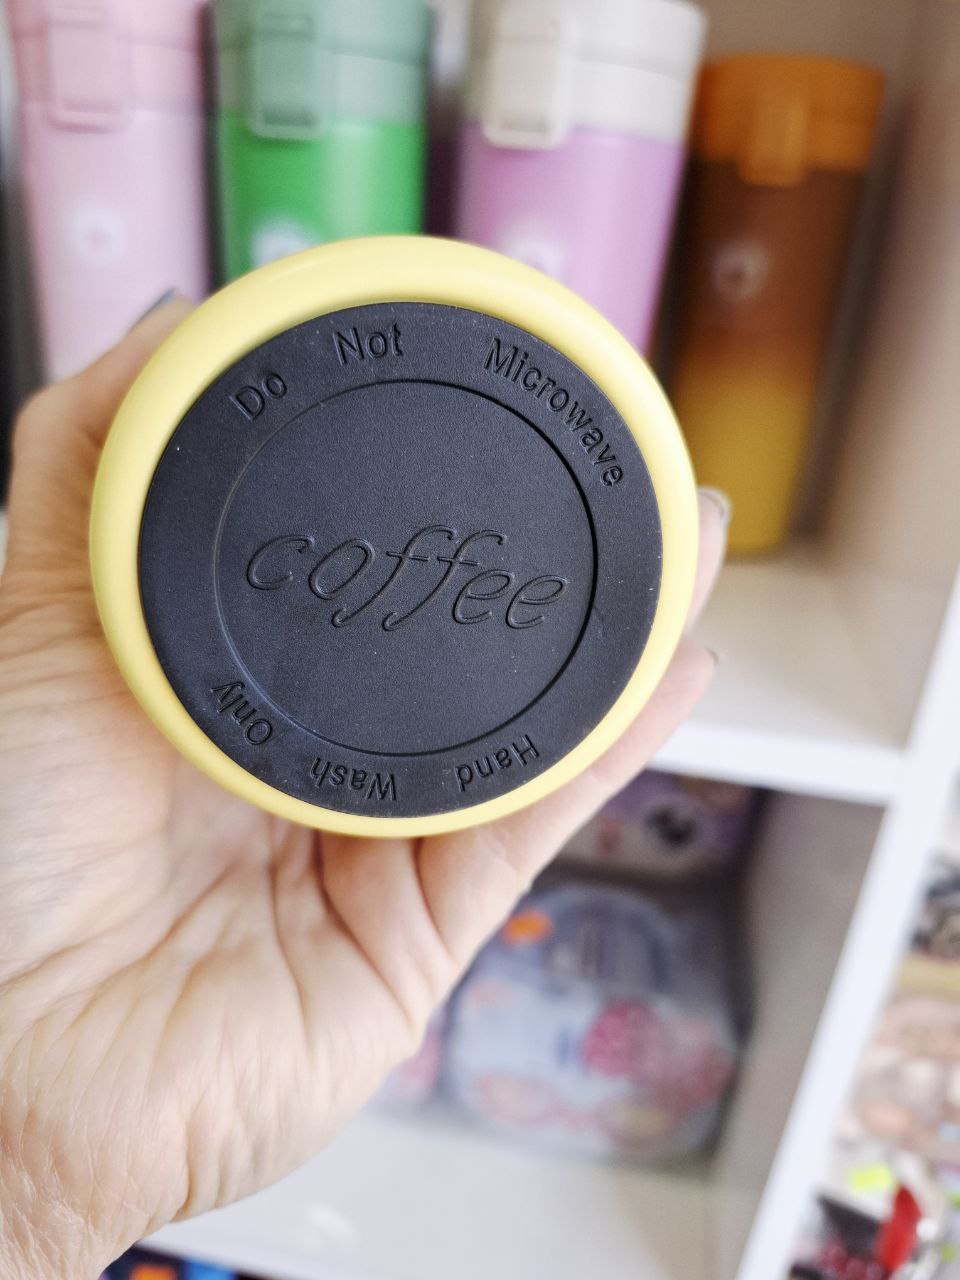 Do Not Microwave
coffee
Hand Wash Only